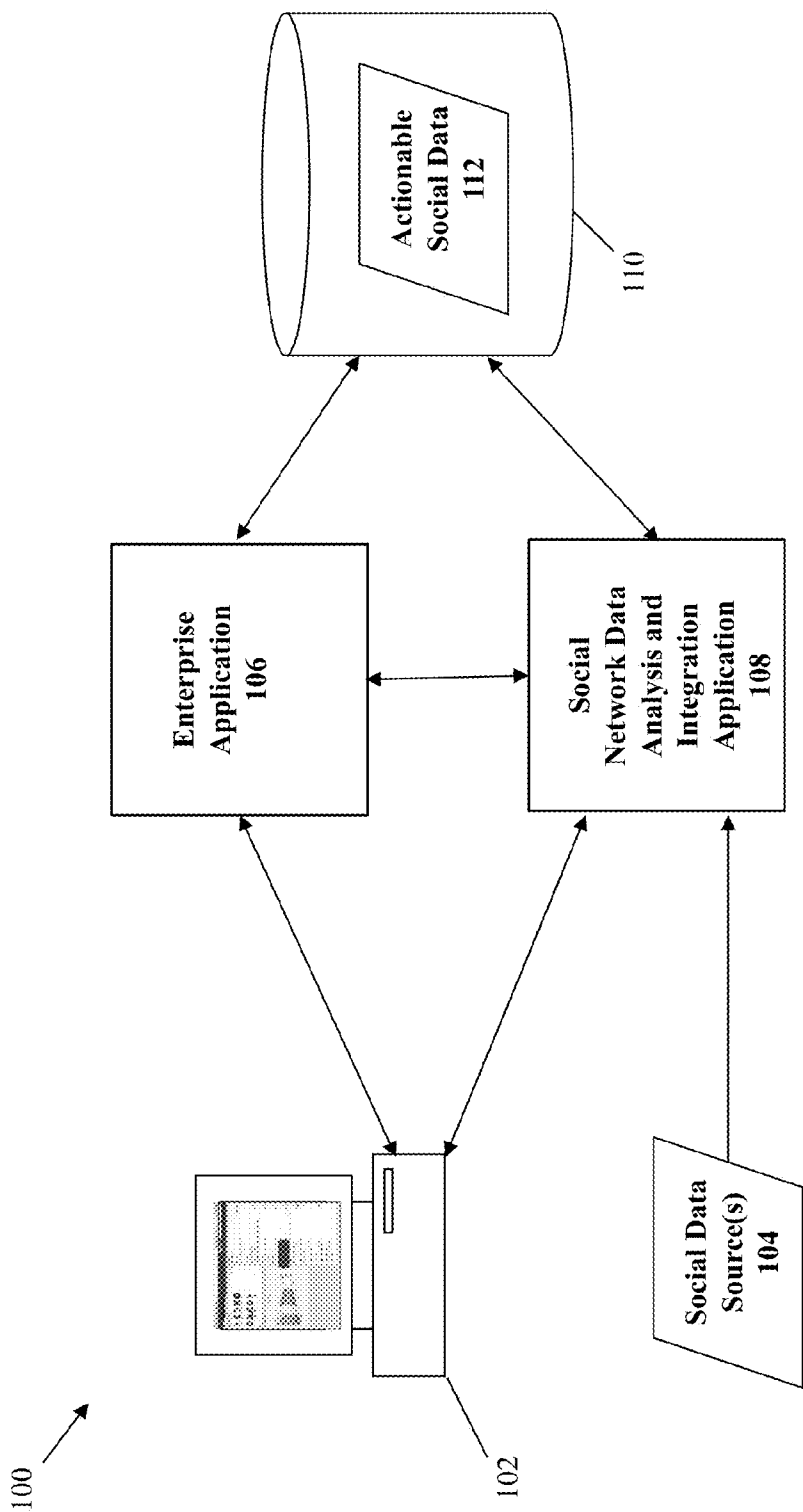 100
102
Social Data
Source(s)
104
Enterprise
Application
106
Social
Network Data
Analysis and
Integration
Application
108
Actionable
Social Data
112
110